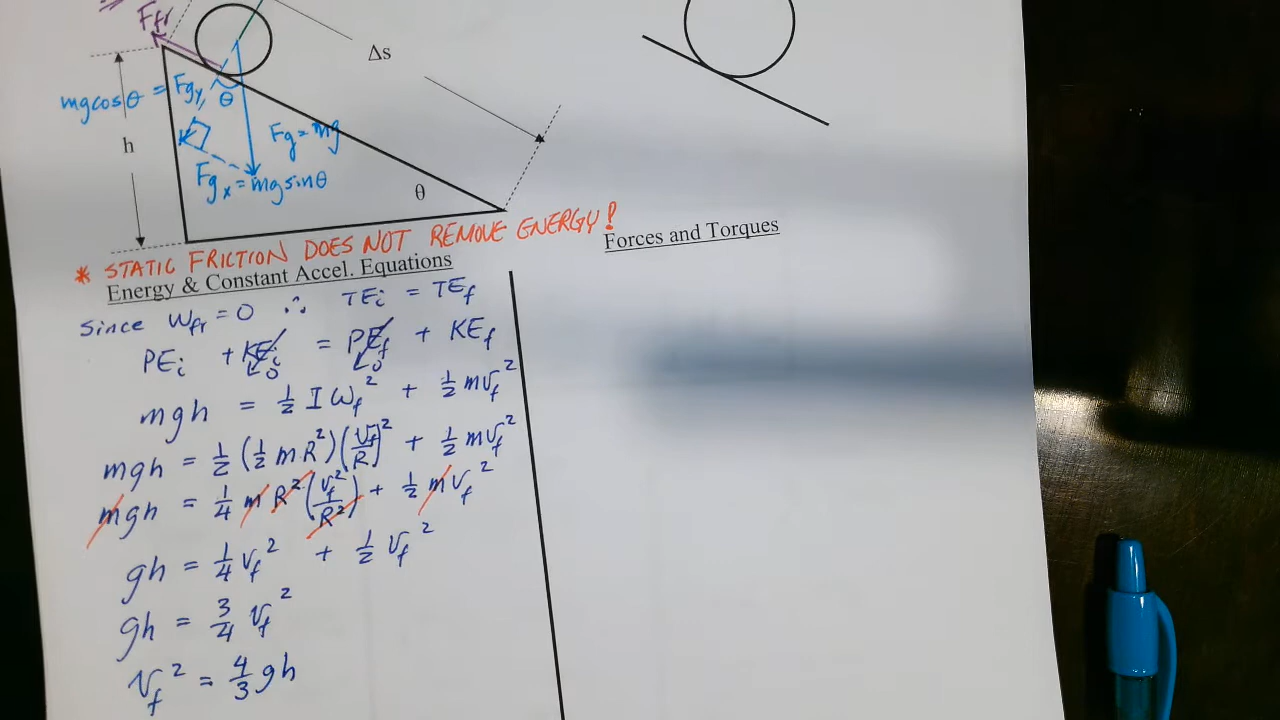 Ffr
Δs
mgcosθ = Fgy
θ
h
Fg = mg
Fgx = mgsinθ
θ
* STATIC FRICTION DOES NOT REMOVE ENERGY!
Forces and Torques
Energy & Constant Accel. Equations
Since Wfr = 0 ∴ TEi = TEf
PEi + KEi = PEf + KEf
0 0
mgh = ½ I ωf² + ½ mvf²
mgh = ½ (½ mR²)(vf/R)² + ½ mvf²
mgh = ¼ m R² (vf²/R²) + ½ m vf²
gh = ¼ vf² + ½ vf²
gh = ¾ vf²
vf² = 4/3 gh